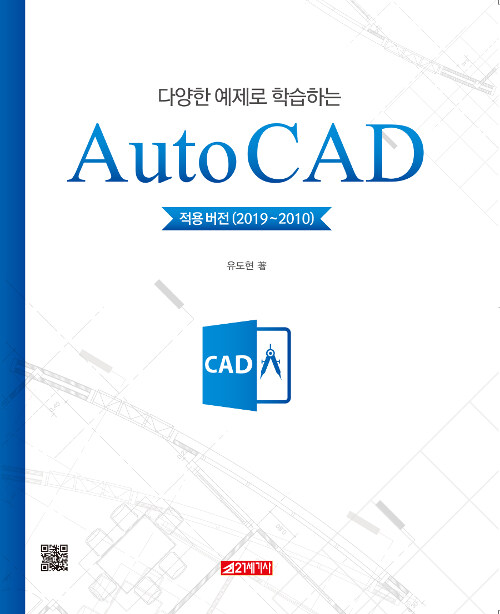 다양한 예제로 학습하는
AutoCAD
적용 버전 (2019~2010)
유도현 著
CAD
21세기사